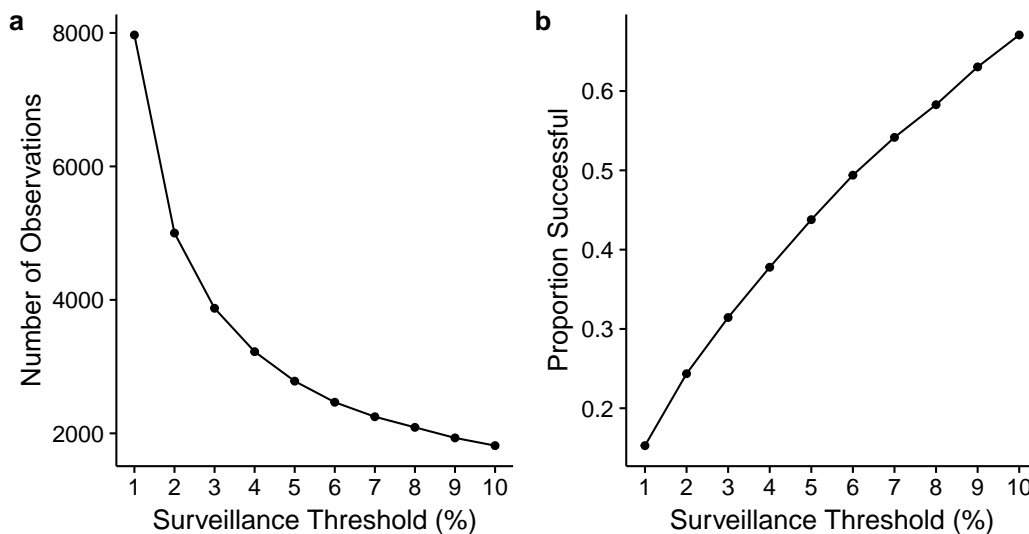 a
Number of Observations
8000
6000
4000
2000
1 2 3 4 5 6 7 8 9 10
Surveillance Threshold (%)
b
Proportion Successful
0.6
0.5
0.4
0.3
0.2
1 2 3 4 5 6 7 8 9 10
Surveillance Threshold (%)